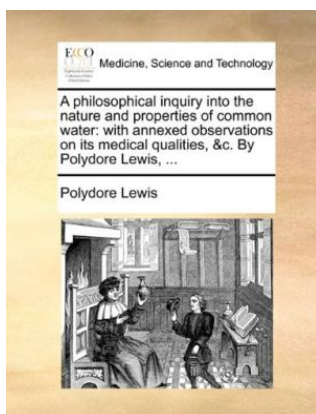 ECCO
Medicine, Science and Technology
A philosophical inquiry into the
nature and properties of common
water: with annexed observations
on its medical qualities, &c. By
Polydore Lewis, ...
Polydore Lewis